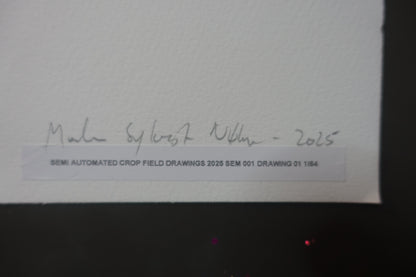 - 2025
SEMI AUTOMATED CROP FIELD DRAWINGS 2025 SEM 001 DRAWING 01 1/64